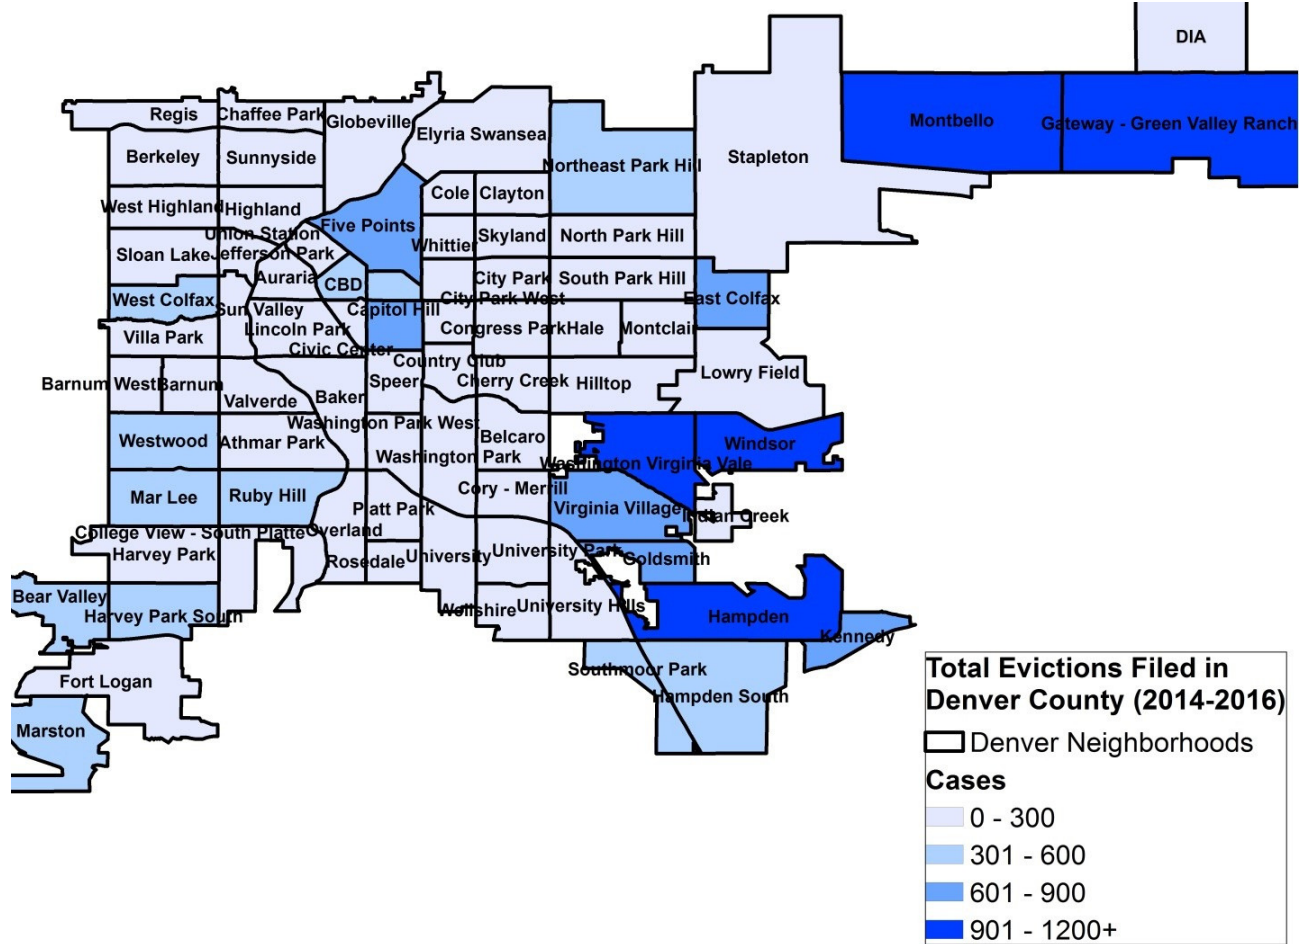 DIA
Regis
Chaffee Park
Globeville
Elyria Swansea
Montbello
Gateway - Green Valley Ranch
Berkeley
Sunnyside
Northeast Park Hill
Stapleton
Cole
Clayton
West Highland
Highland
Five Points
Union Station
Whittier
Skyland
North Park Hill
Sloan Lake
Jefferson Park
Auraria
CBD
City Park
South Park Hill
West Colfax
City Park West
East Colfax
Sun Valley
Capitol Hill
Villa Park
Lincoln Park
Congress Park
Hale
Montclair
Civic Center
Country Club
Barnum West
Barnum
Speer
Cherry Creek
Hilltop
Lowry Field
Valverde
Baker
Washington Park West
Westwood
Athmar Park
Belcaro
Windsor
Washington Park
Washington Virginia Vale
Mar Lee
Ruby Hill
Cory - Merrill
Platt Park
Virginia Village
Indian Creek
College View - South Platte
Overland
Harvey Park
Rosedale
University
University Park
Goldsmith
Bear Valley
Harvey Park South
Wellshire
University Hills
Hampden
Kennedy
Fort Logan
Southmoor Park
Hampden South
Marston
Total Evictions Filed in
Denver County (2014-2016)
Denver Neighborhoods
Cases
0 - 300
301 - 600
601 - 900
901 - 1200+